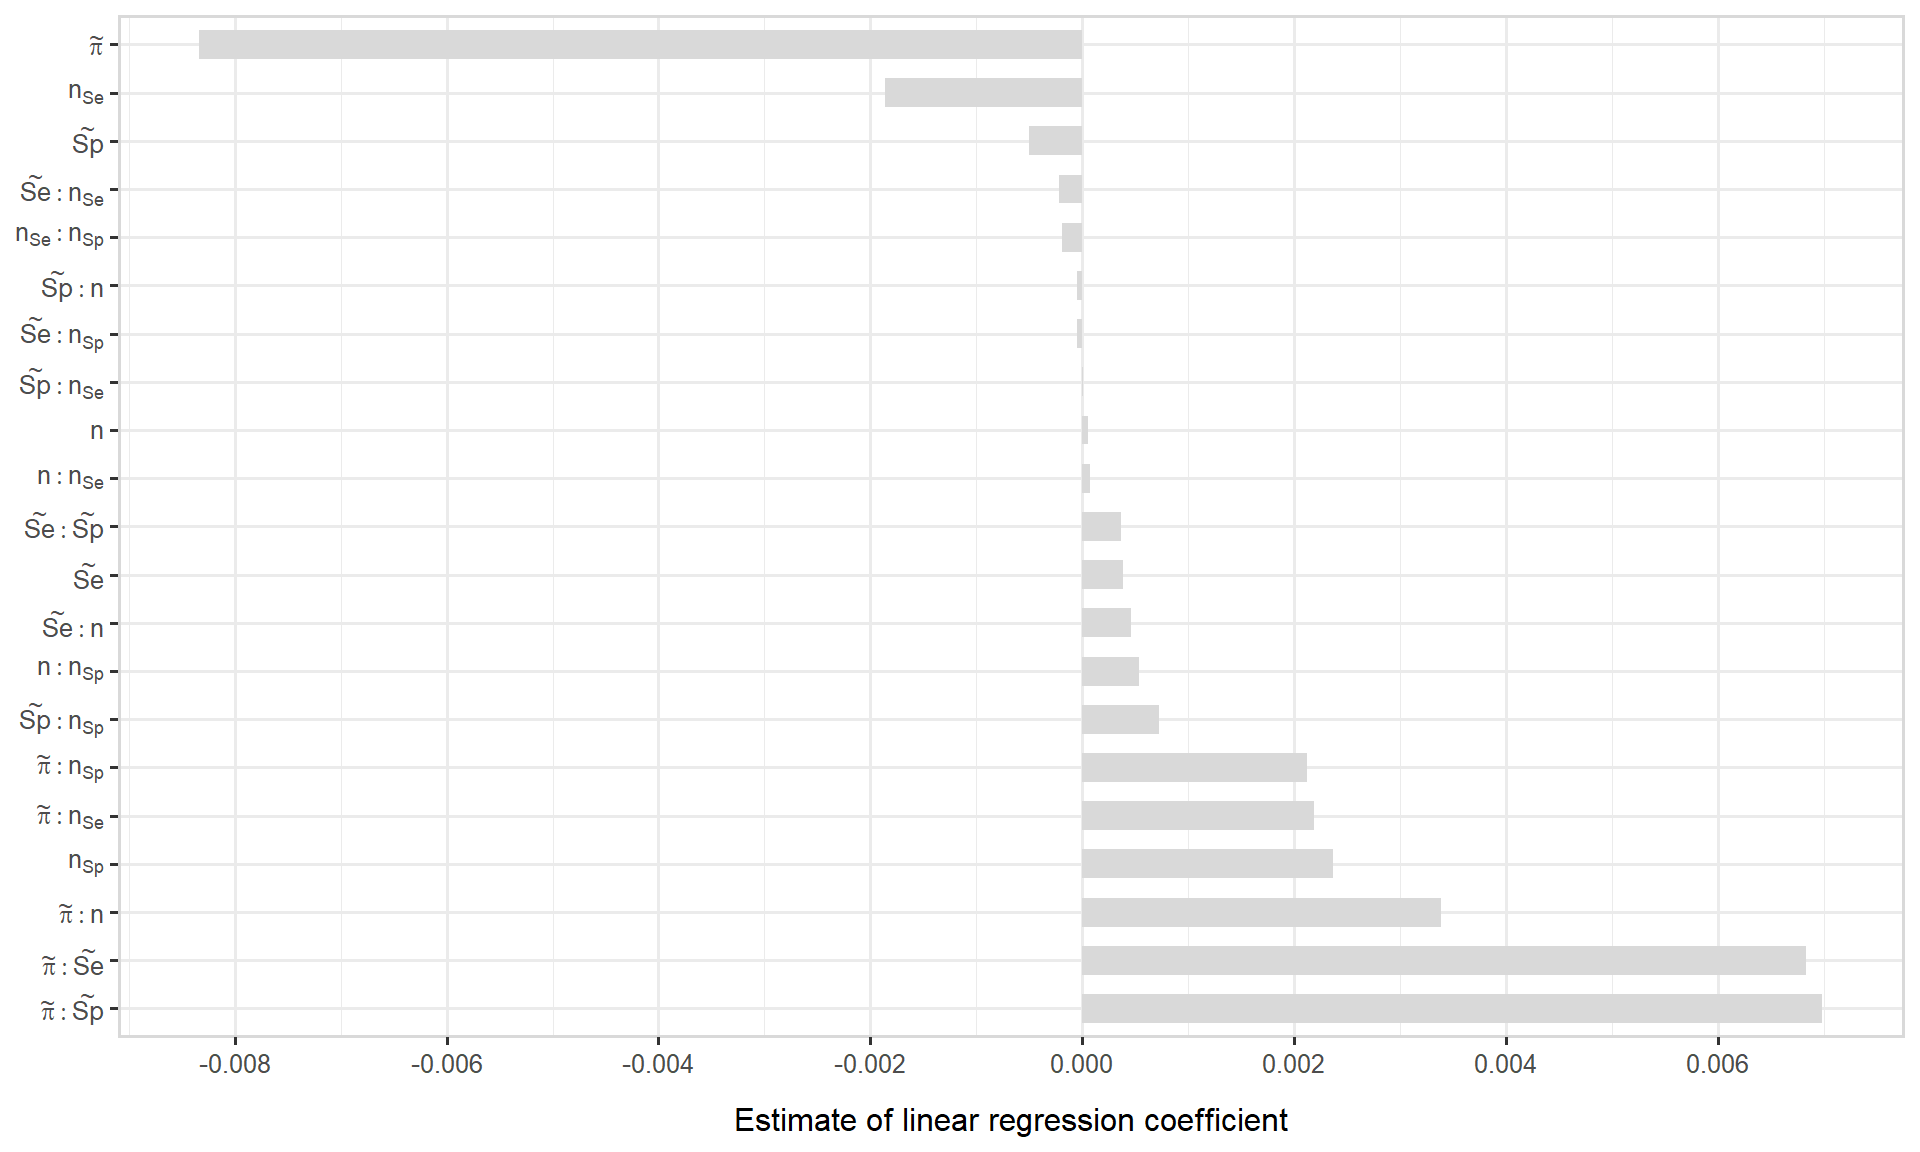 π̃
n_Se
S̃p
S̃e : n_Se
n_Se : n_Sp
S̃p : n
S̃e : n_Sp
S̃p : n_Se
n
n : n_Se
S̃e : S̃p
S̃e
S̃e : n
n : n_Sp
S̃p : n_Sp
π̃ : n_Sp
π̃ : n_Se
n_Sp
π̃ : n
π̃ : S̃e
π̃ : S̃p
-0.008 -0.006 -0.004 -0.002 0.000 0.002 0.004 0.006
Estimate of linear regression coefficient